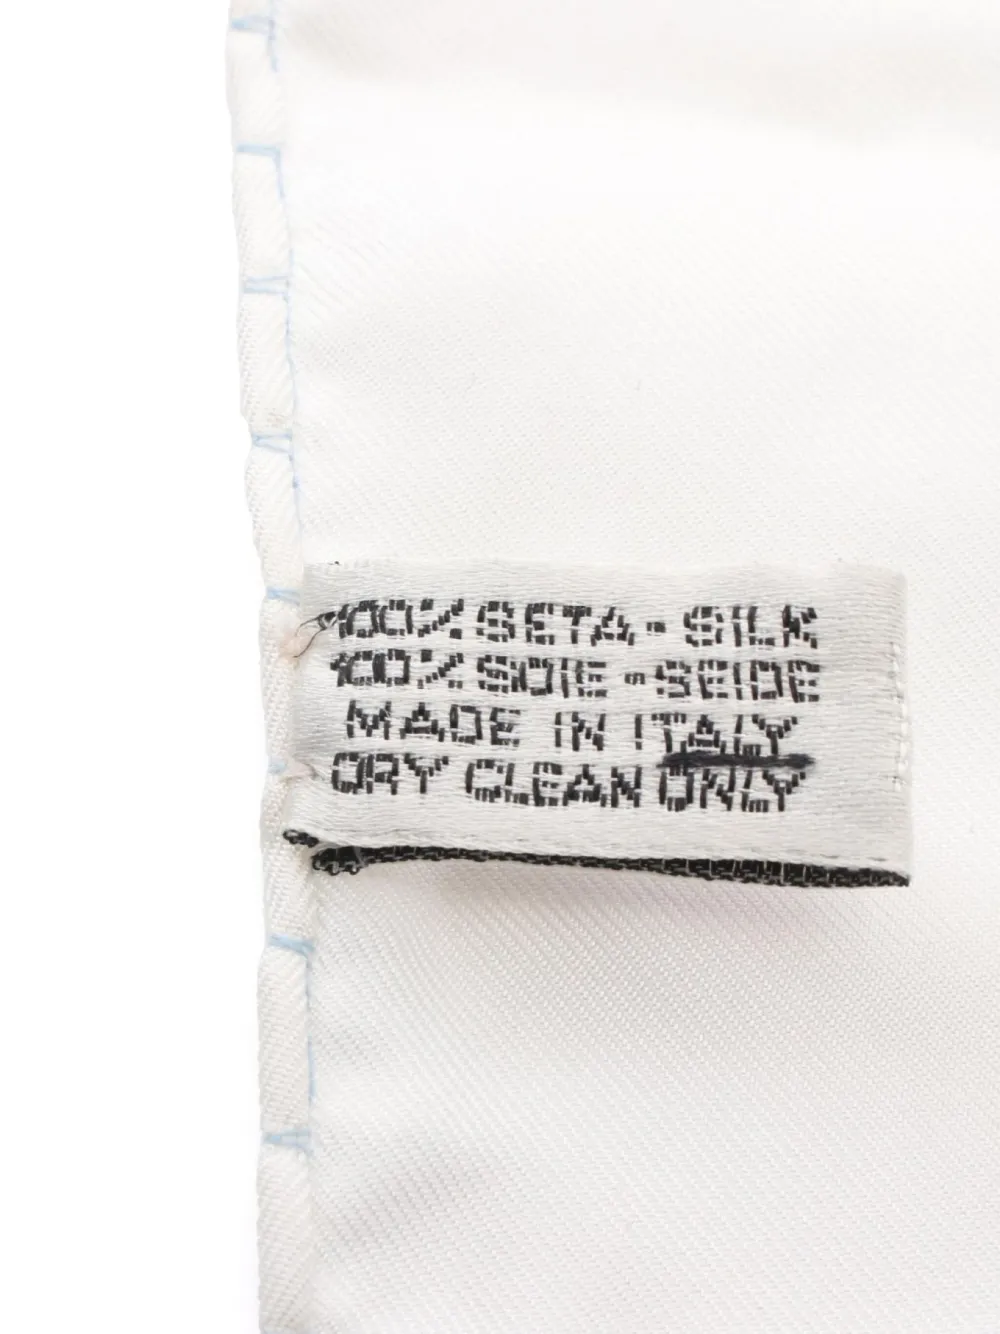 100% SETA - SILK
100% SOIE - SEIDE
MADE IN ITALY
DRY CLEAN ONLY